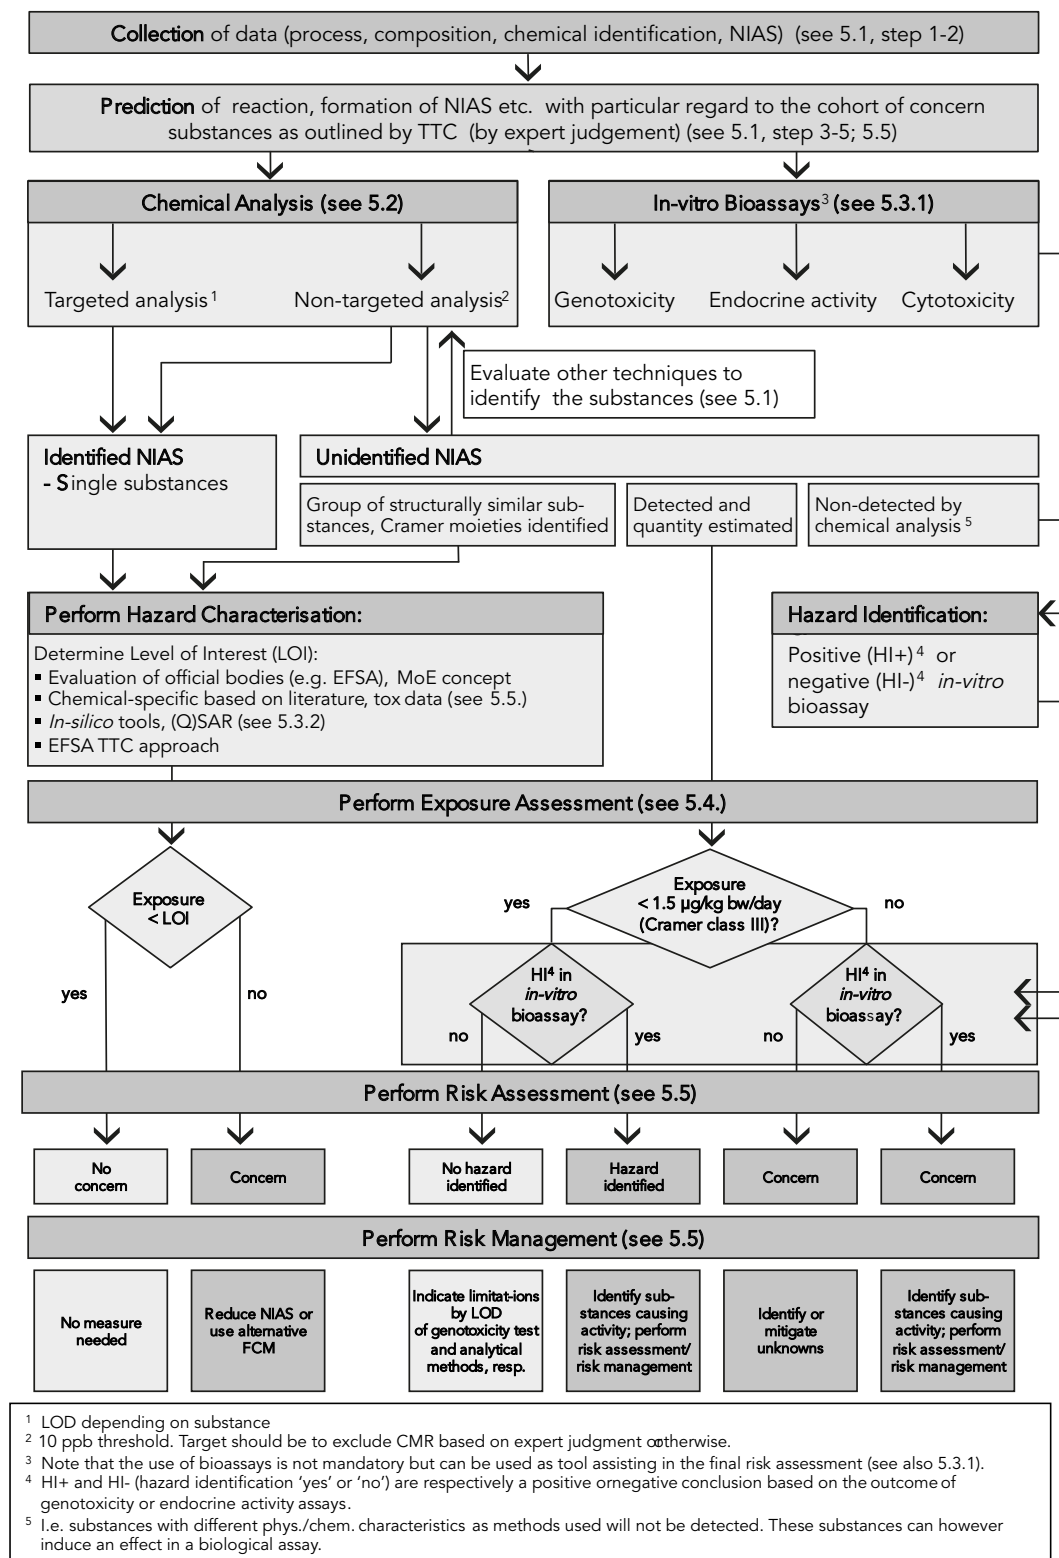 Collection of data (process, composition, chemical identification, NIAS) (see 5.1, step 1-2)
Prediction of reaction, formation of NIAS etc. with particular regard to the cohort of concern
substances as outlined by TTC (by expert judgement) (see 5.1, step 3-5; 5.5)
Chemical Analysis (see 5.2)
Targeted analysis¹
Non-targeted analysis²
In-vitro Bioassays³ (see 5.3.1)
Genotoxicity
Endocrine activity
Cytotoxicity
Evaluate other techniques to
identify the substances (see 5.1)
Identified NIAS
- Single substances
Unidentified NIAS
Group of structurally similar sub-
stances, Cramer moieties identified
Detected and
quantity estimated
Non-detected by
chemical analysis ⁵
Perform Hazard Characterisation:
Determine Level of Interest (LOI):
▪ Evaluation of official bodies (e.g. EFSA), MoE concept
▪ Chemical-specific based on literature, tox data (see 5.5.)
▪ In-silico tools, (Q)SAR (see 5.3.2)
▪ EFSA TTC approach
Hazard Identification:
Positive (HI+)⁴ or
negative (HI-)⁴ in-vitro
bioassay
Perform Exposure Assessment (see 5.4.)
Exposure
< LOI
yes
no
Exposure
< 1.5 µg/kg bw/day
(Cramer class III)?
yes
no
HI⁴ in
in-vitro
bioassay?
no
yes
HI⁴ in
in-vitro
bioassay?
no
yes
Perform Risk Assessment (see 5.5)
No
concern
Concern
No hazard
identified
Hazard
identified
Concern
Concern
Perform Risk Management (see 5.5)
No measure
needed
Reduce NIAS or
use alternative
FCM
Indicate limitat-ions
by LOD
of genotoxicity test
and analytical
methods, resp.
Identify sub-
stances causing
activity; perform
risk assessment/
risk management
Identify or
mitigate
unknowns
Identify sub-
stances causing
activity; perform
risk assessment/
risk management
¹ LOD depending on substance
² 10 ppb threshold. Target should be to exclude CMR based on expert judgment or otherwise.
³ Note that the use of bioassays is not mandatory but can be used as tool assisting in the final risk assessment (see also 5.3.1).
⁴ HI+ and HI- (hazard identification 'yes' or 'no') are respectively a positive ornegative conclusion based on the outcome of
genotoxicity or endocrine activity assays.
⁵ I.e. substances with different phys./chem. characteristics as methods used will not be detected. These substances can however
induce an effect in a biological assay.